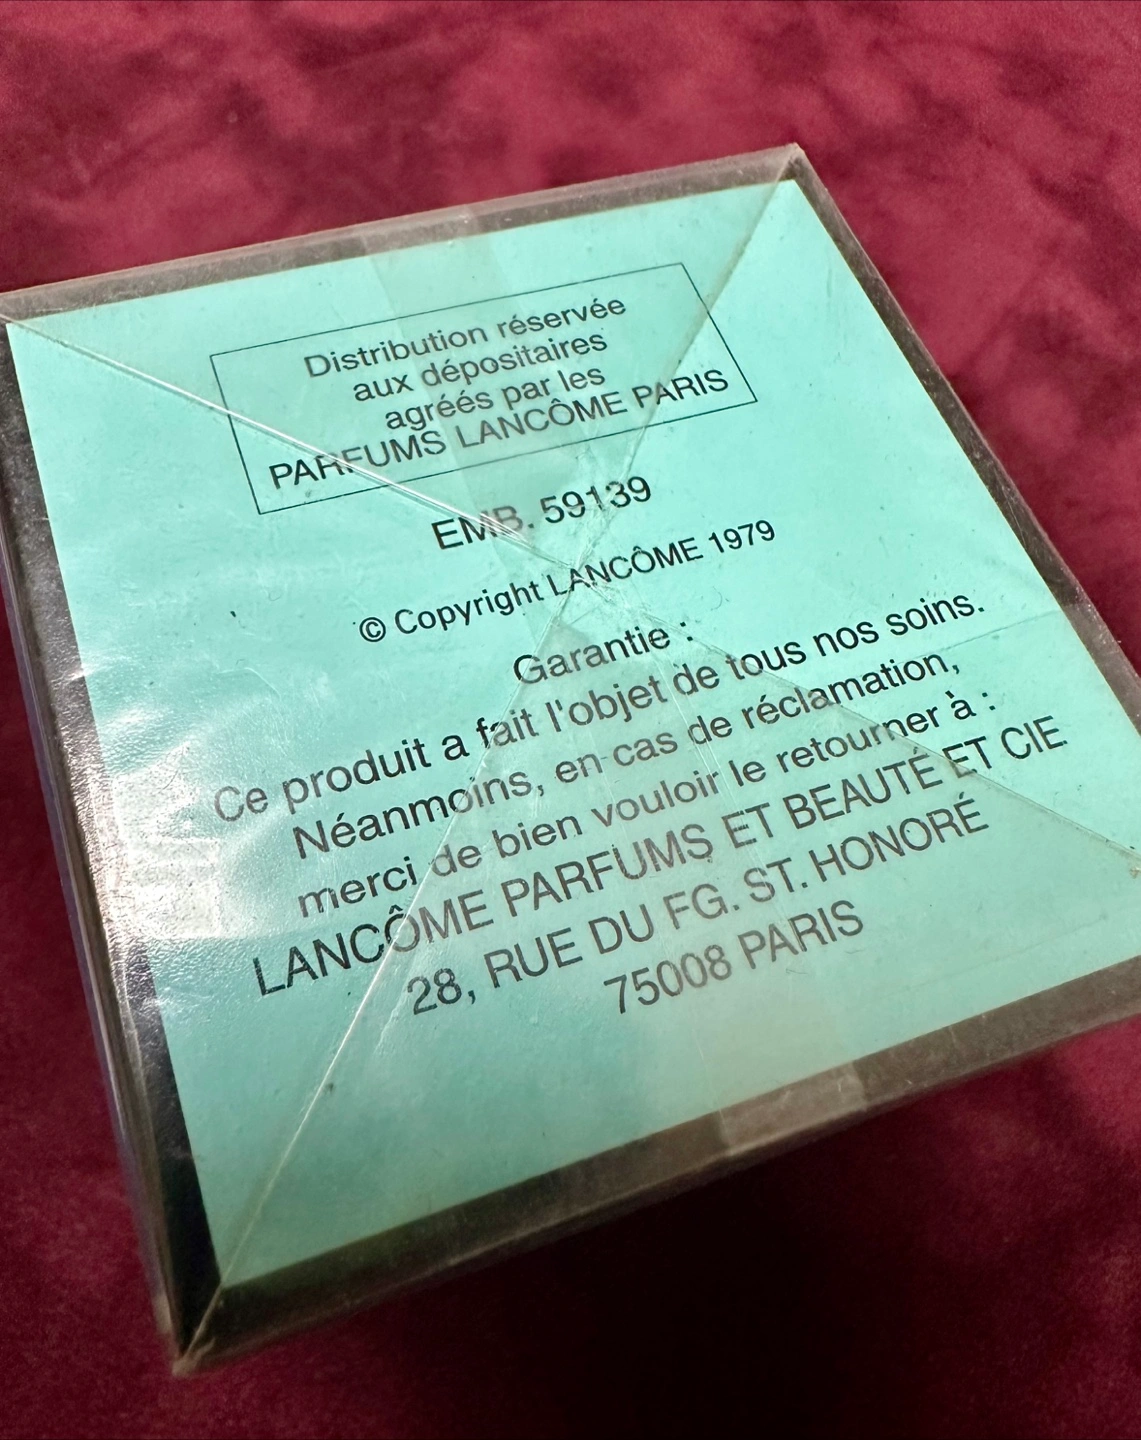 Distribution réservée
aux dépositaires
agréés par les
PARFUMS LANCÔME PARIS
EMB. 59139
© Copyright LANCÔME 1979
Garantie :
Ce produit a fait l'objet de tous nos soins.
Néanmoins, en cas de réclamation,
merci de bien vouloir le retourner à :
LANCÔME PARFUMS ET BEAUTÉ ET CIE
28, RUE DU FG. ST. HONORÉ
75008 PARIS